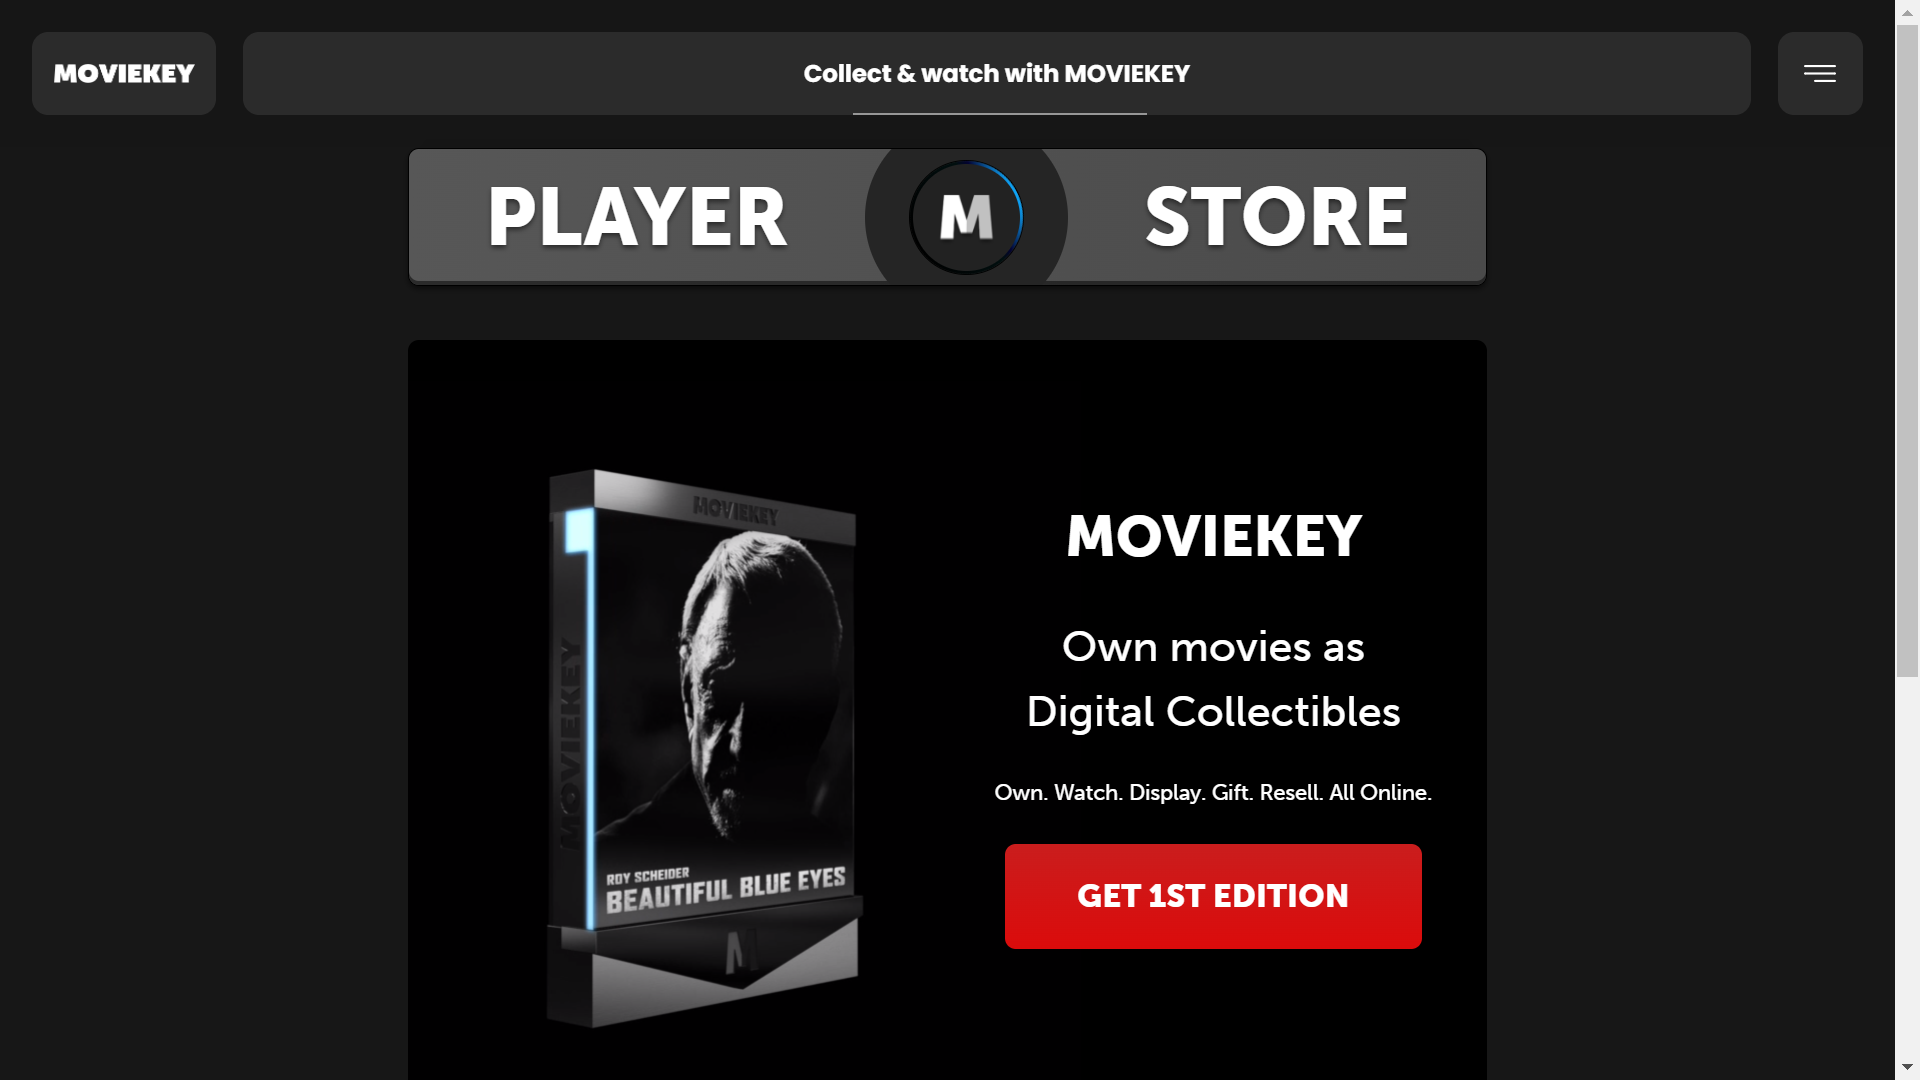 MOVIEKEY
Collect & watch with MOVIEKEY
PLAYER
M
STORE
MOVIEKEY
MOVIEKEY
ROY SCHEIDER
BEAUTIFUL BLUE EYES
M
MOVIEKEY
Own movies as
Digital Collectibles
Own. Watch. Display. Gift. Resell. All Online.
GET 1ST EDITION